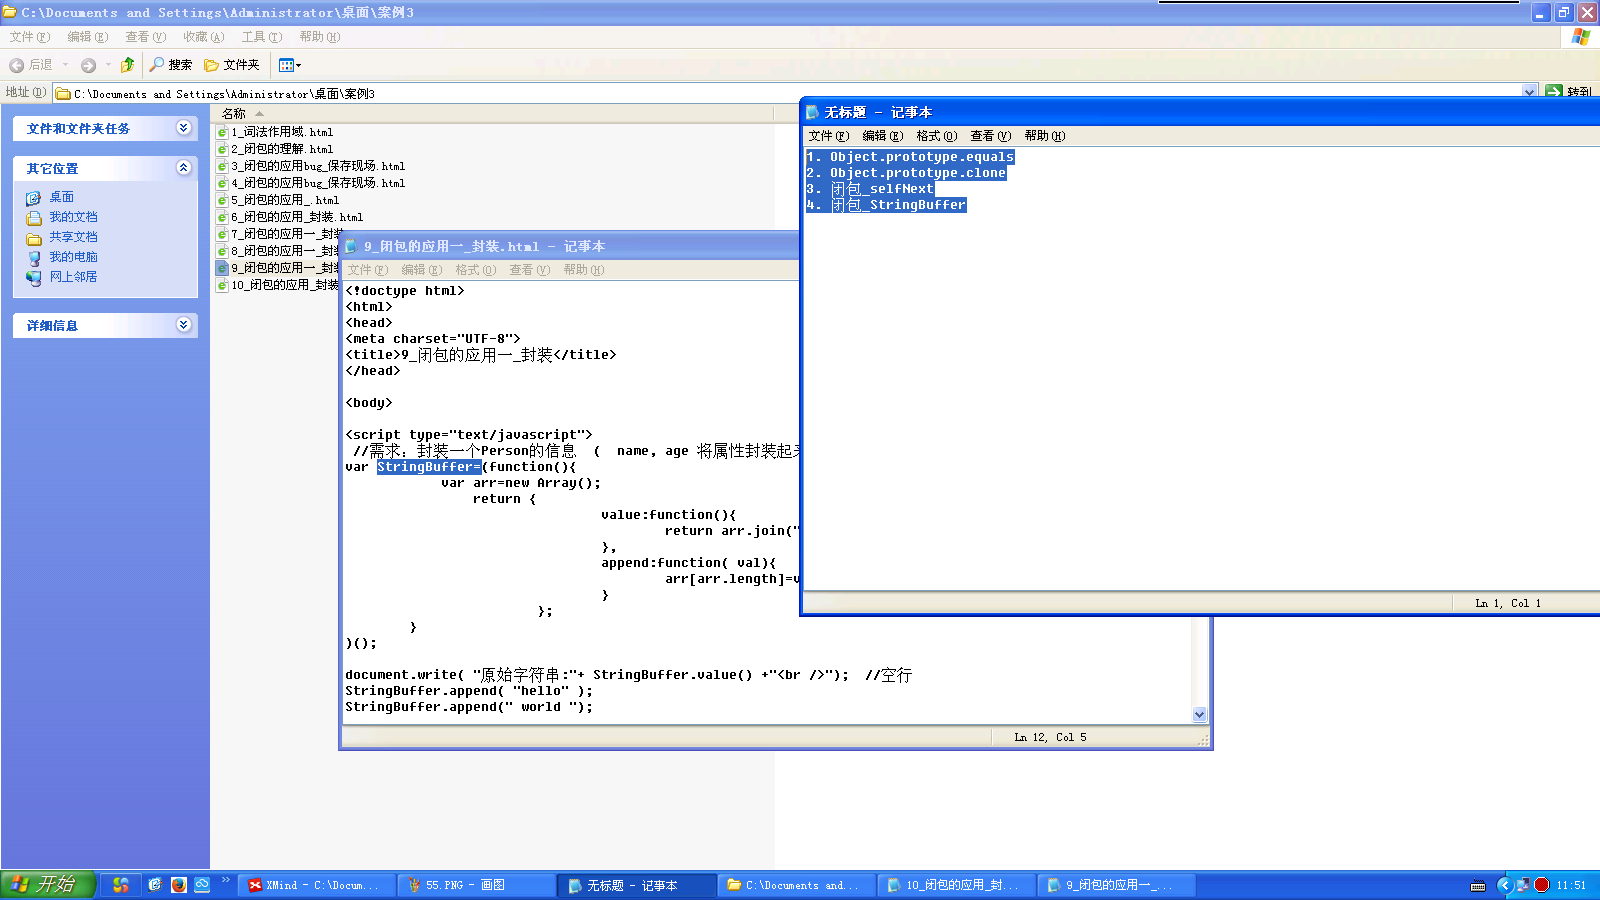 C:\Documents and Settings\Administrator\桌面\案例3
文件(F) 编辑(E) 查看(V) 收藏(A) 工具(T) 帮助(H)
后退 搜索 文件夹
地址(D) C:\Documents and Settings\Administrator\桌面\案例3 转到
文件和文件夹任务
其它位置
桌面
我的文档
共享文档
我的电脑
网上邻居
详细信息
名称
1_词法作用域.html
2_闭包的理解.html
3_闭包的应用bug_保存现场.html
4_闭包的应用bug_保存现场.html
5_闭包的应用_.html
6_闭包的应用_封装.html
7_闭包的应用一_封装
8_闭包的应用一_封装
9_闭包的应用一_封装
10_闭包的应用_封装
9_闭包的应用一_封装.html - 记事本
文件(F) 编辑(E) 格式(O) 查看(V) 帮助(H)
<!doctype html>
<html>
<head>
<meta charset="UTF-8">
<title>9_闭包的应用一_封装</title>
</head>
<body>
<script type="text/javascript">
//需求：封装一个Person的信息 ( name, age 将属性封装起来
var StringBuffer=(function(){
var arr=new Array();
return {
value:function(){
return arr.join("
},
append:function( val){
arr[arr.length]=v
}
};
}
)();
document.write( "原始字符串:"+ StringBuffer.value() +"<br />"); //空行
StringBuffer.append( "hello" );
StringBuffer.append(" world ");
Ln 12, Col 5
无标题 - 记事本
文件(F) 编辑(E) 格式(O) 查看(V) 帮助(H)
1. Object.prototype.equals
2. Object.prototype.clone
3. 闭包_selfNext
4. 闭包_StringBuffer
Ln 1, Col 1
开始 » XMind - C:\Docum... 55.PNG - 画图 无标题 - 记事本 C:\Documents and... 10_闭包的应用_封... 9_闭包的应用一_... 11:51